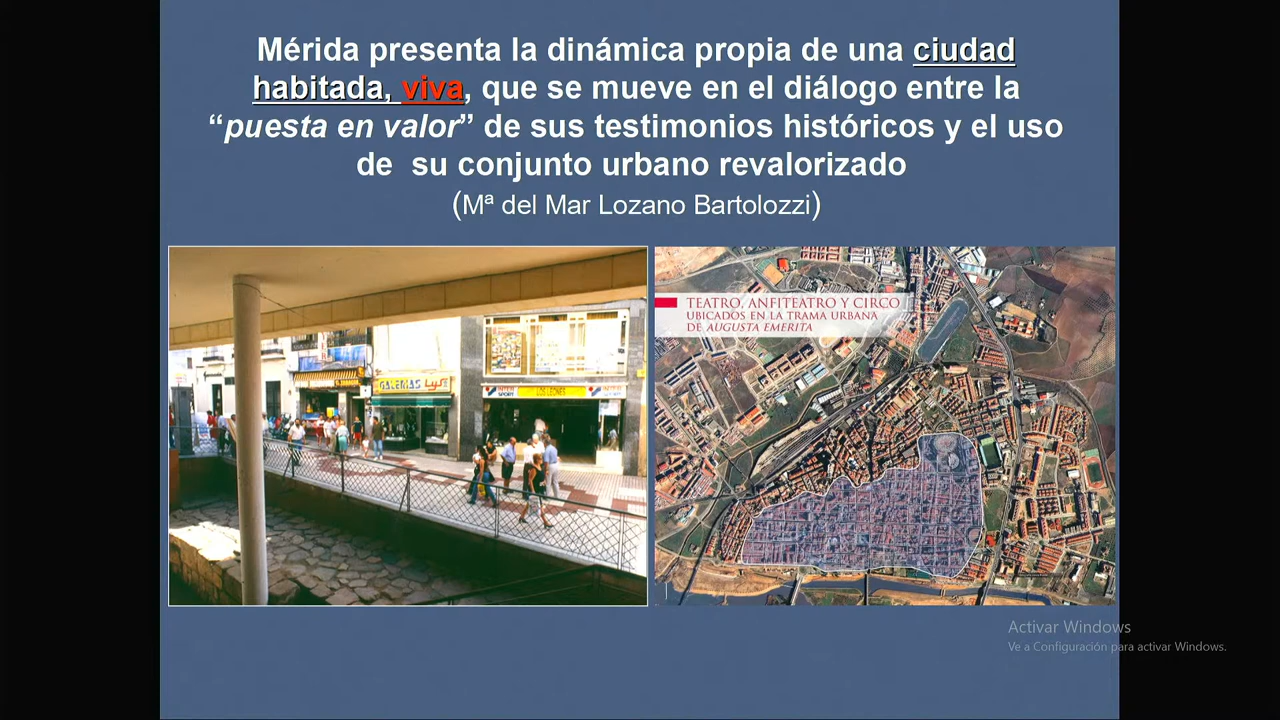 Mérida presenta la dinámica propia de una ciudad
habitada, viva, que se mueve en el diálogo entre la
“puesta en valor” de sus testimonios históricos y el uso
de su conjunto urbano revalorizado
(Mª del Mar Lozano Bartolozzi)
TEATRO, ANFITEATRO Y CIRCO
UBICADOS EN LA TRAMA URBANA
DE AUGUSTA EMERITA
GALERIAS Lyse
INTER SPORT
LOS LEONES
Activar Windows
Ve a Configuración para activar Windows.